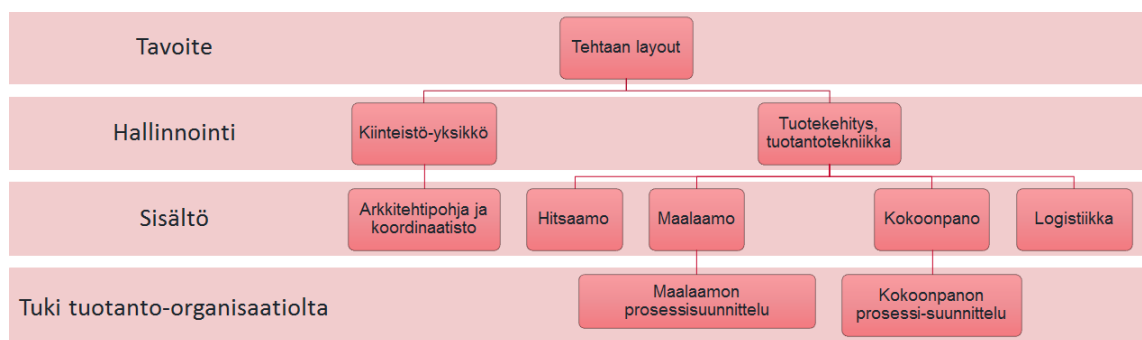 Tavoite
Tehtaan layout
Hallinnointi
Kiinteistö-yksikkö
Tuotekehitys,
tuotantotekniikka
Sisältö
Arkkitehtipohja ja
koordinaatisto
Hitsaamo
Maalaamo
Kokoonpano
Logistiikka
Tuki tuotanto-organisaatiolta
Maalaamon
prosessisuunnittelu
Kokoonpanon
prosessi-suunnittelu